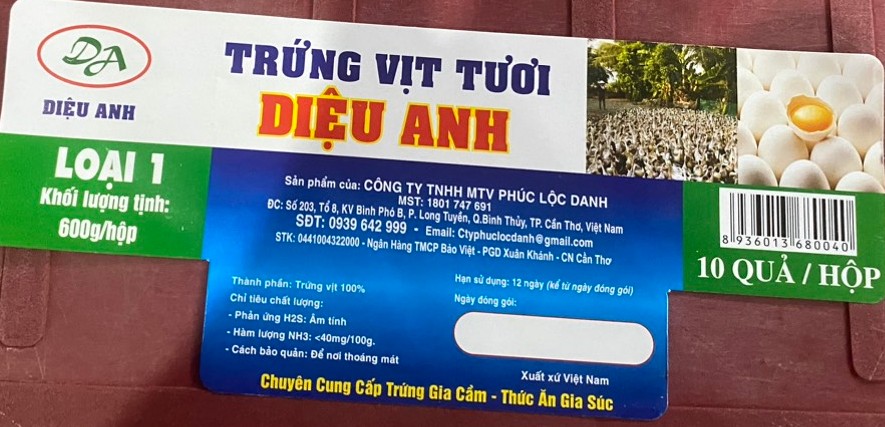 DA
DIỆU ANH
TRỨNG VỊT TƯƠI
DIỆU ANH
LOẠI 1
Khối lượng tịnh:
600g/hộp
Sản phẩm của: CÔNG TY TNHH MTV PHÚC LỘC DANH
MST: 1801 747 691
ĐC: Số 203, Tổ 8, KV Bình Phó B, P. Long Tuyền, Q.Bình Thủy, TP. Cần Thơ, Việt Nam
SĐT: 0939 642 999 - Email: Ctyphuclocdanh@gmail.com
STK: 0441004322000 - Ngân Hàng TMCP Bảo Việt - PGD Xuân Khánh - CN Cần Thơ
Thành phần: Trứng vịt 100%
Chỉ tiêu chất lượng:
- Phản ứng H2S: Âm tính
- Hàm lượng NH3: <40mg/100g.
- Cách bảo quản: Để nơi thoáng mát
Hạn sử dụng: 12 ngày (kể từ ngày đóng gói)
Ngày đóng gói:
Xuất xứ Việt Nam
Chuyên Cung Cấp Trứng Gia Cầm - Thức Ăn Gia Súc
8 936013 680040
10 QUẢ / HỘP